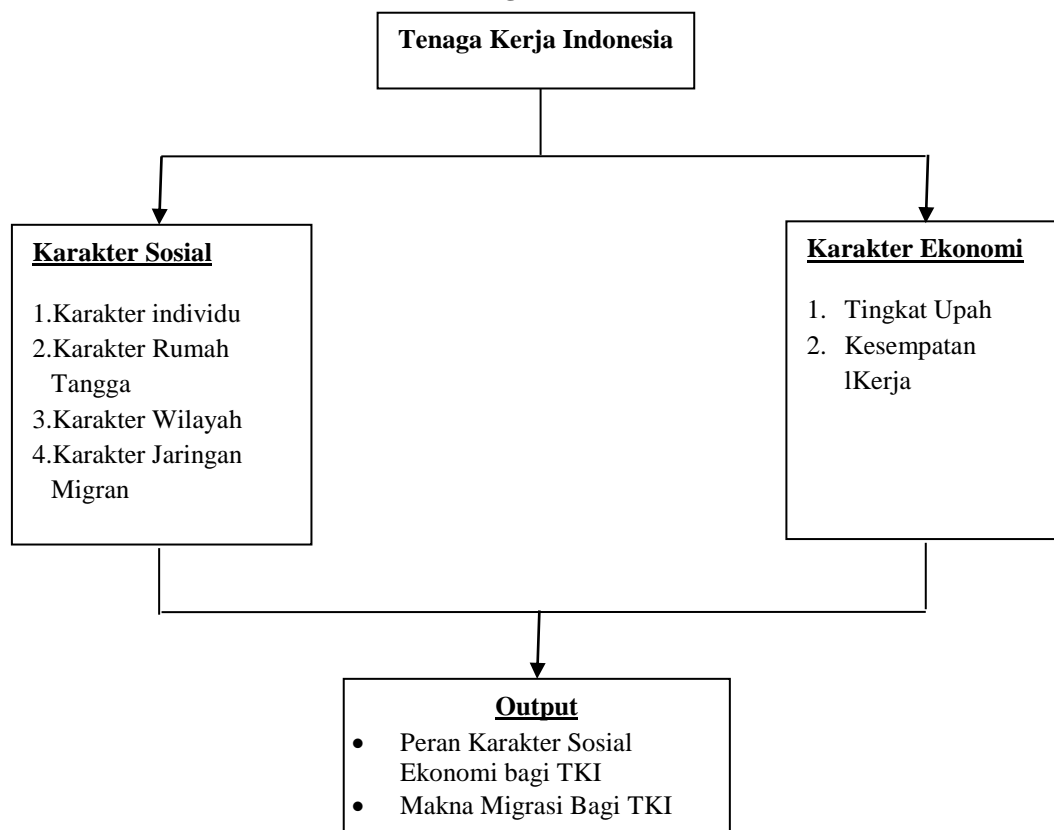 Tenaga Kerja Indonesia
Karakter Sosial
1.Karakter individu
2.Karakter Rumah
Tangga
3.Karakter Wilayah
4.Karakter Jaringan
Migran
Karakter Ekonomi
1. Tingkat Upah
2. Kesempatan
lKerja
Output
• Peran Karakter Sosial
Ekonomi bagi TKI
• Makna Migrasi Bagi TKI